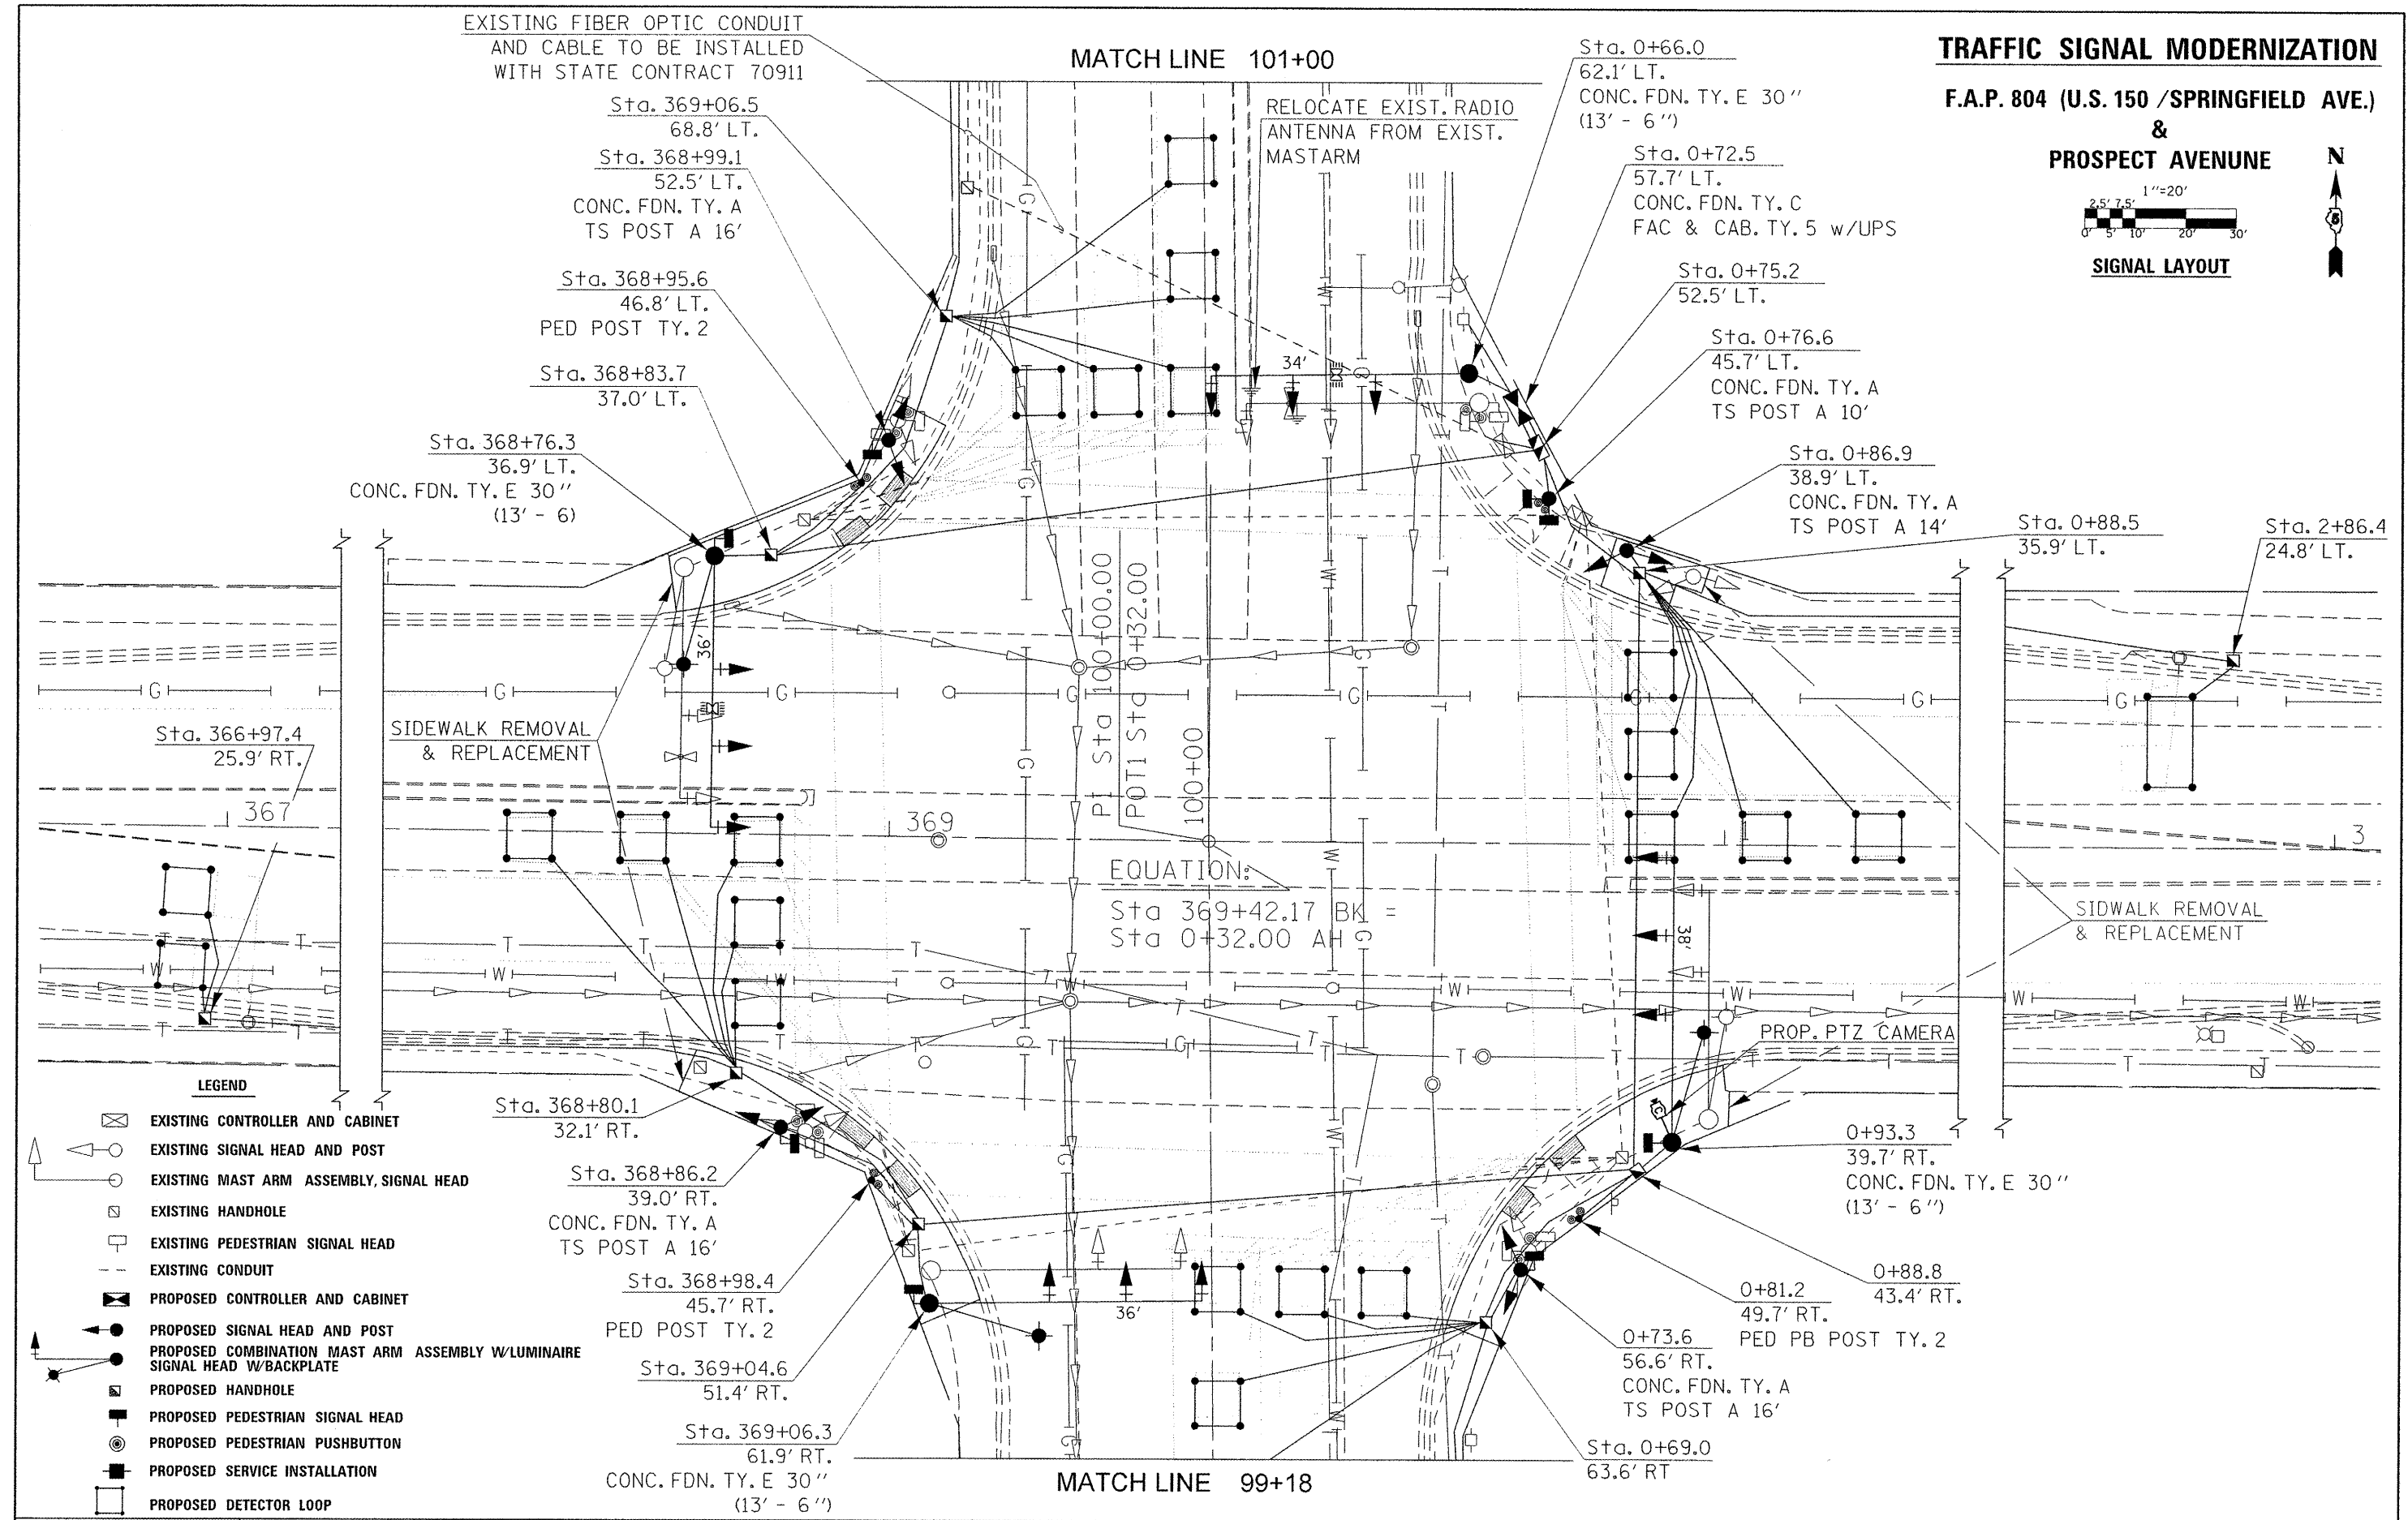 EXISTING FIBER OPTIC CONDUIT
AND CABLE TO BE INSTALLED
WITH STATE CONTRACT 70911
MATCH LINE 101+00
TRAFFIC SIGNAL MODERNIZATION
F.A.P. 804 (U.S. 150 /SPRINGFIELD AVE.)
&
PROSPECT AVENUNE
N
1"=20'
2.5' 7.5'
0' 5' 10' 20' 30'
SIGNAL LAYOUT
Sta. 369+06.5
68.8' LT.
Sta. 368+99.1
52.5' LT.
CONC. FDN. TY. A
TS POST A 16'
Sta. 368+95.6
46.8' LT.
PED POST TY. 2
Sta. 368+83.7
37.0' LT.
Sta. 368+76.3
36.9' LT.
CONC. FDN. TY. E 30"
(13' - 6)
RELOCATE EXIST. RADIO
ANTENNA FROM EXIST.
MASTARM
Sta. 0+66.0
62.1' LT.
CONC. FDN. TY. E 30"
(13' - 6")
Sta. 0+72.5
57.7' LT.
CONC. FDN. TY. C
FAC & CAB. TY. 5 w/UPS
Sta. 0+75.2
52.5' LT.
Sta. 0+76.6
45.7' LT.
CONC. FDN. TY. A
TS POST A 10'
Sta. 0+86.9
38.9' LT.
CONC. FDN. TY. A
TS POST A 14'
Sta. 0+88.5
35.9' LT.
Sta. 2+86.4
24.8' LT.
34'
36'
SIDEWALK REMOVAL
& REPLACEMENT
Sta. 366+97.4
25.9' RT.
367
369
3
PI Sta 100+00.00
POT1 Sta 0+32.00
100+00
EQUATION:
Sta 369+42.17 BK =
Sta 0+32.00 AH
38'
SIDWALK REMOVAL
& REPLACEMENT
PROP. PTZ CAMERA
C
Sta. 368+80.1
32.1' RT.
Sta. 368+86.2
39.0' RT.
CONC. FDN. TY. A
TS POST A 16'
Sta. 368+98.4
45.7' RT.
PED POST TY. 2
Sta. 369+04.6
51.4' RT.
Sta. 369+06.3
61.9' RT.
CONC. FDN. TY. E 30"
(13' - 6")
36'
0+93.3
39.7' RT.
CONC. FDN. TY. E 30"
(13' - 6")
0+88.8
43.4' RT.
0+81.2
49.7' RT.
PED PB POST TY. 2
0+73.6
56.6' RT.
CONC. FDN. TY. A
TS POST A 16'
Sta. 0+69.0
63.6' RT
MATCH LINE 99+18
LEGEND
EXISTING CONTROLLER AND CABINET
EXISTING SIGNAL HEAD AND POST
EXISTING MAST ARM ASSEMBLY, SIGNAL HEAD
EXISTING HANDHOLE
EXISTING PEDESTRIAN SIGNAL HEAD
EXISTING CONDUIT
PROPOSED CONTROLLER AND CABINET
PROPOSED SIGNAL HEAD AND POST
PROPOSED COMBINATION MAST ARM ASSEMBLY W/LUMINAIRE
SIGNAL HEAD W/BACKPLATE
PROPOSED HANDHOLE
PROPOSED PEDESTRIAN SIGNAL HEAD
PROPOSED PEDESTRIAN PUSHBUTTON
PROPOSED SERVICE INSTALLATION
PROPOSED DETECTOR LOOP